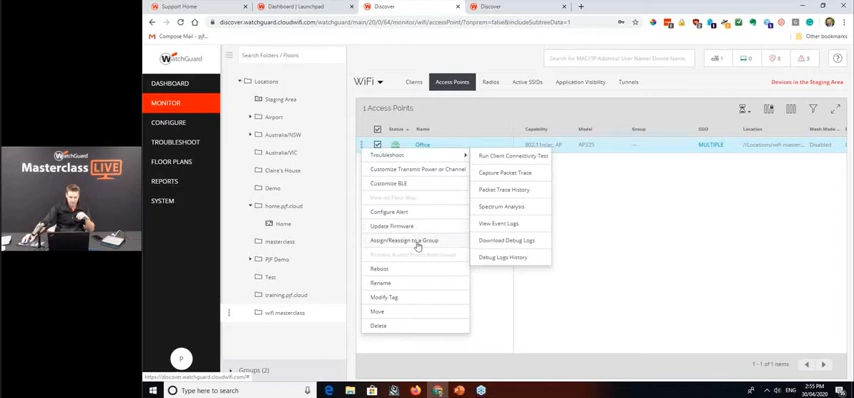 Support Home
Dashboard | Launchpad
Discover
Discover
discover.watchguard.cloudwifi.com/watchguard/main/20/0/64/monitor/wifi/accessPoint/?onprem=false&includeSubtreeData=1
Compose Mail - pjf...
Other bookmarks
WatchGuard
Search Folders / Floors
Search for MAC/IP Address/ User Name/ Device Name...
1
0
0
3
DASHBOARD
MONITOR
CONFIGURE
TROUBLESHOOT
FLOOR PLANS
REPORTS
SYSTEM
Locations
Staging Area
Airport
Australia/NSW
Australia/VIC
Claire's House
Demo
home.pjf.cloud
Home
masterclass
PJF Demo
Test
training.pjf.cloud
wifi masterclass
Groups (2)
WiFi
Clients
Access Points
Radios
Active SSIDs
Application Visibility
Tunnels
Devices in the Staging Area
1 Access Points
Status
Name
Capability
Model
Group
SSID
Location
Mesh Mode
Office
802.11n/ac AP
AP325
---
MULTIPLE
Disabled
Troubleshoot
Customize Transmit Power or Channel
Customize BLE
View on Floor Map
Configure Alert
Update Firmware
Assign/Reassign to a Group
Remove Access Points from Groups
Reboot
Rename
Modify Tag
Move
Delete
Run Client Connectivity Test
Capture Packet Trace
Packet Trace History
Spectrum Analysis
View Event Logs
Download Debug Logs
Debug Logs History
1 - 1 of 1 items
WatchGuard
Masterclass LIVE
P
https://discover.watchguard.cloudwifi.com/#
Type here to search
ENG
2:55 PM
30/04/2020